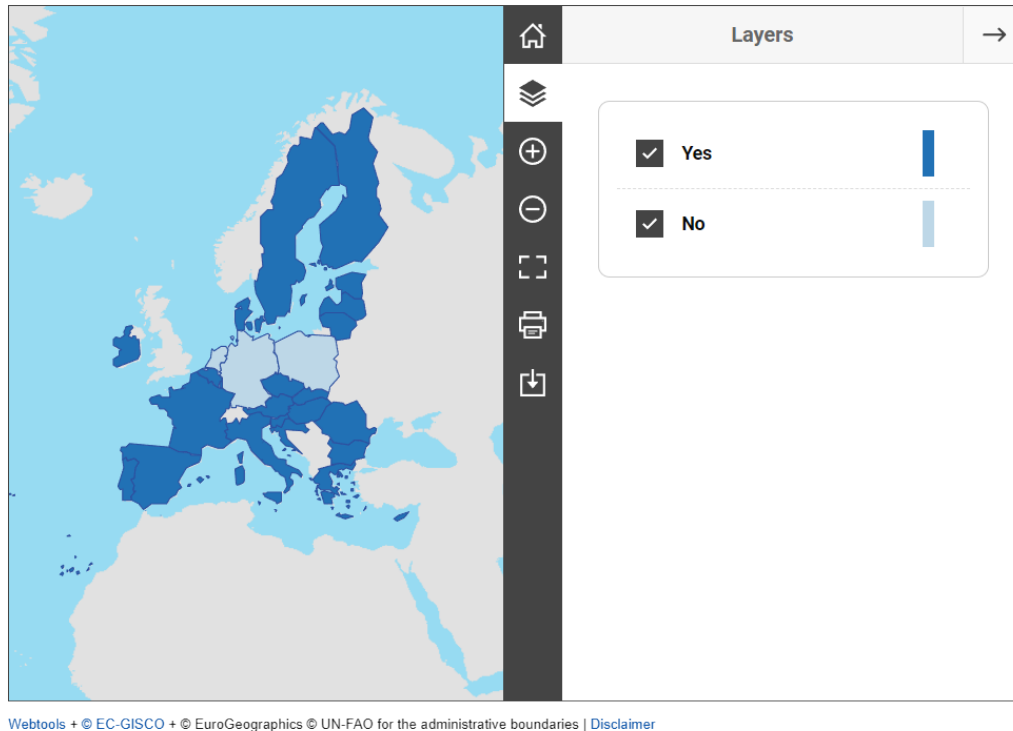 Layers
Yes
No
Webtools + © EC-GISCO + © EuroGeographics © UN-FAO for the administrative boundaries | Disclaimer